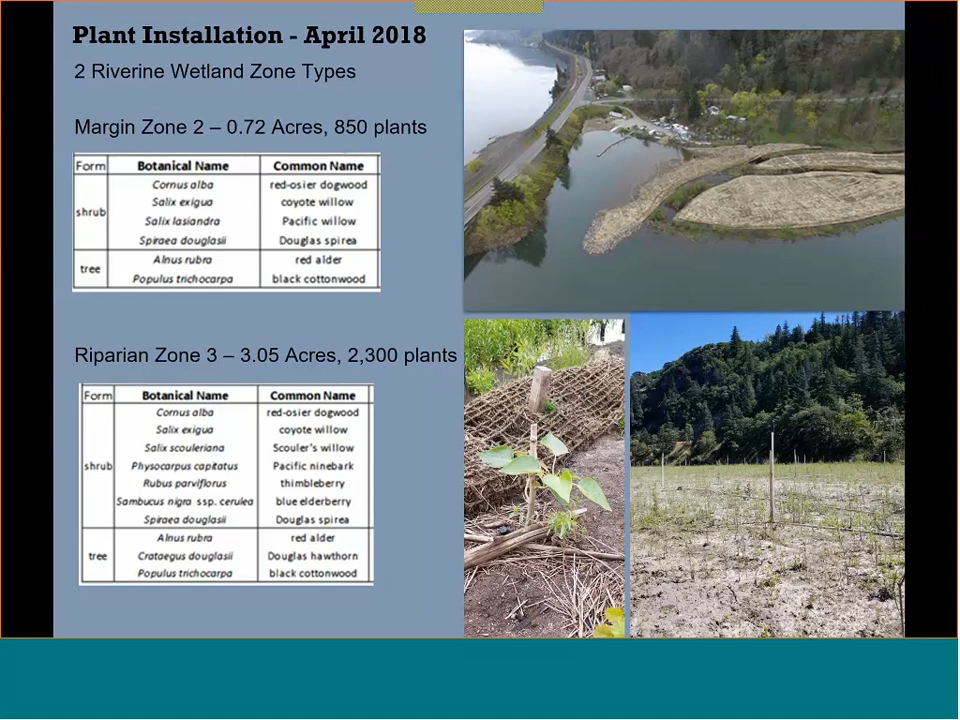 Plant Installation - April 2018
2 Riverine Wetland Zone Types
Margin Zone 2 – 0.72 Acres, 850 plants
Form Botanical Name Common Name
shrub
Cornus alba red-osier dogwood
Salix exigua coyote willow
Salix lasiandra Pacific willow
Spiraea douglasii Douglas spirea
tree
Alnus rubra red alder
Populus trichocarpa black cottonwood
Riparian Zone 3 – 3.05 Acres, 2,300 plants
Form Botanical Name Common Name
shrub
Cornus alba red-osier dogwood
Salix exigua coyote willow
Salix scouleriana Scouler's willow
Physocarpus capitatus Pacific ninebark
Rubus parviflorus thimbleberry
Sambucus nigra ssp. cerulea blue elderberry
Spiraea douglasii Douglas spirea
tree
Alnus rubra red alder
Crataegus douglasii Douglas hawthorn
Populus trichocarpa black cottonwood